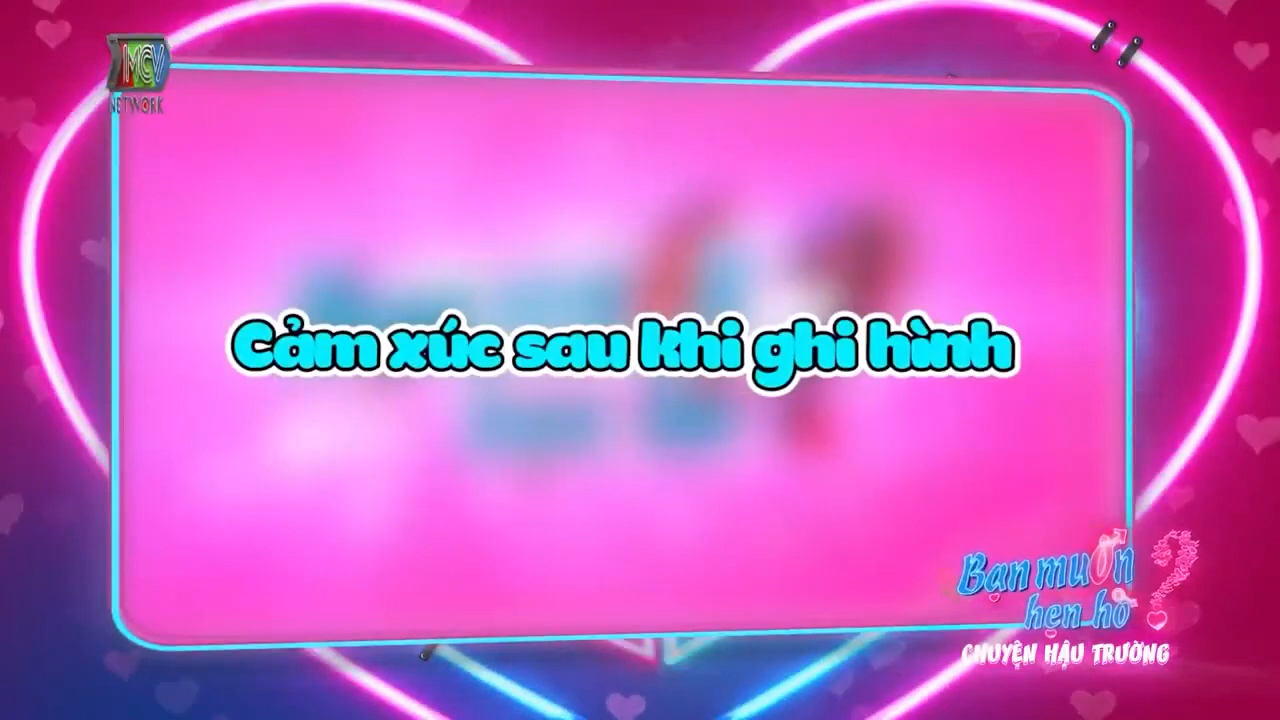 MCV
NETWORK
Cảm xúc sau khi ghi hình
Bạn muốn
hẹn hò?
CHUYỆN HẬU TRƯỜNG